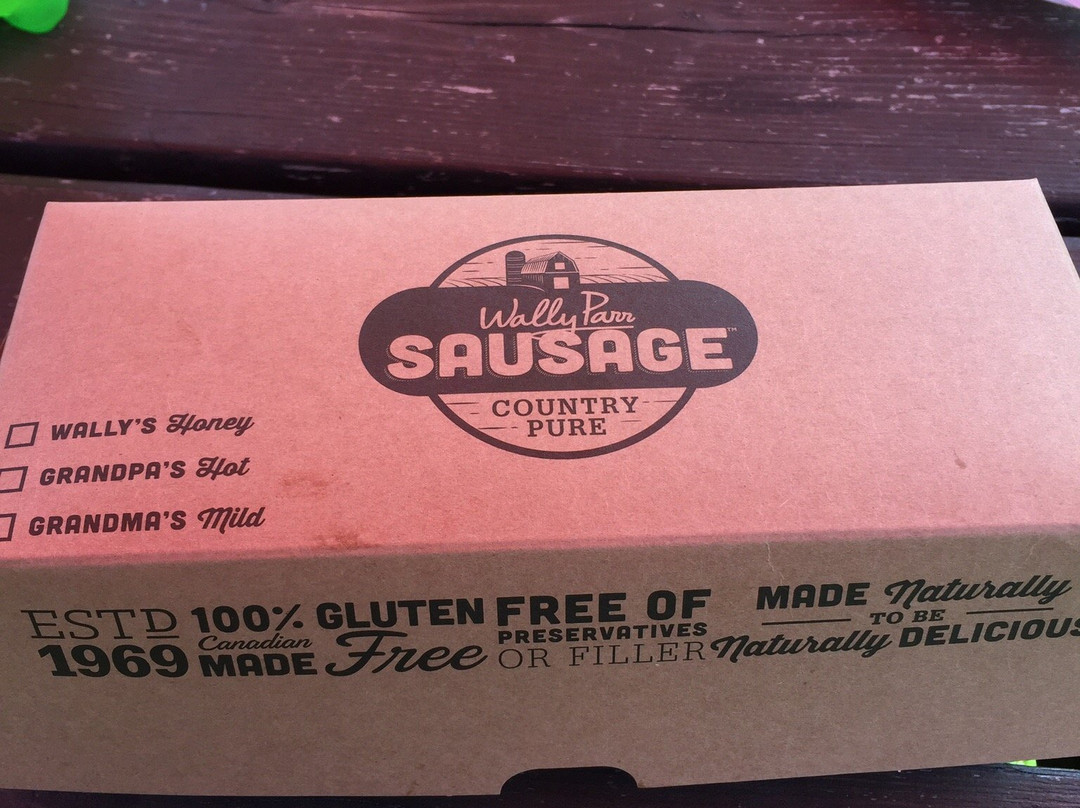 Wally Parr
SAUSAGE™
COUNTRY
PURE
WALLY'S Honey
GRANDPA'S Hot
GRANDMA'S Mild
ESTD
1969
100%
Canadian
MADE
GLUTEN
Free
FREE OF
PRESERVATIVES
OR FILLER
MADE Naturally
TO BE
Naturally DELICIOUS